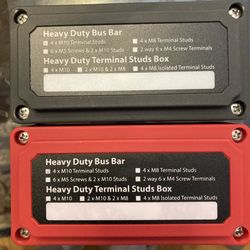 Heavy Duty Bus Bar
4 x M10 Terminal Studs 4 x M8 Terminal Studs
6 x M5 Screws & 2 x M10 Studs 2 way 6 x M4 Screw Terminals
Heavy Duty Terminal Studs Box
4 x M10 2 x M10 & 2 x M8 4 x M8 Isolated Terminal Studs
Heavy Duty Bus Bar
4 x M10 Terminal Studs 4 x M8 Terminal Studs
6 x M5 Screws & 2 x M10 Studs 2 way 6 x M4 Screw Terminals
Heavy Duty Terminal Studs Box
4 x M10 2 x M10 & 2 x M8 4 x M8 Isolated Terminal Studs